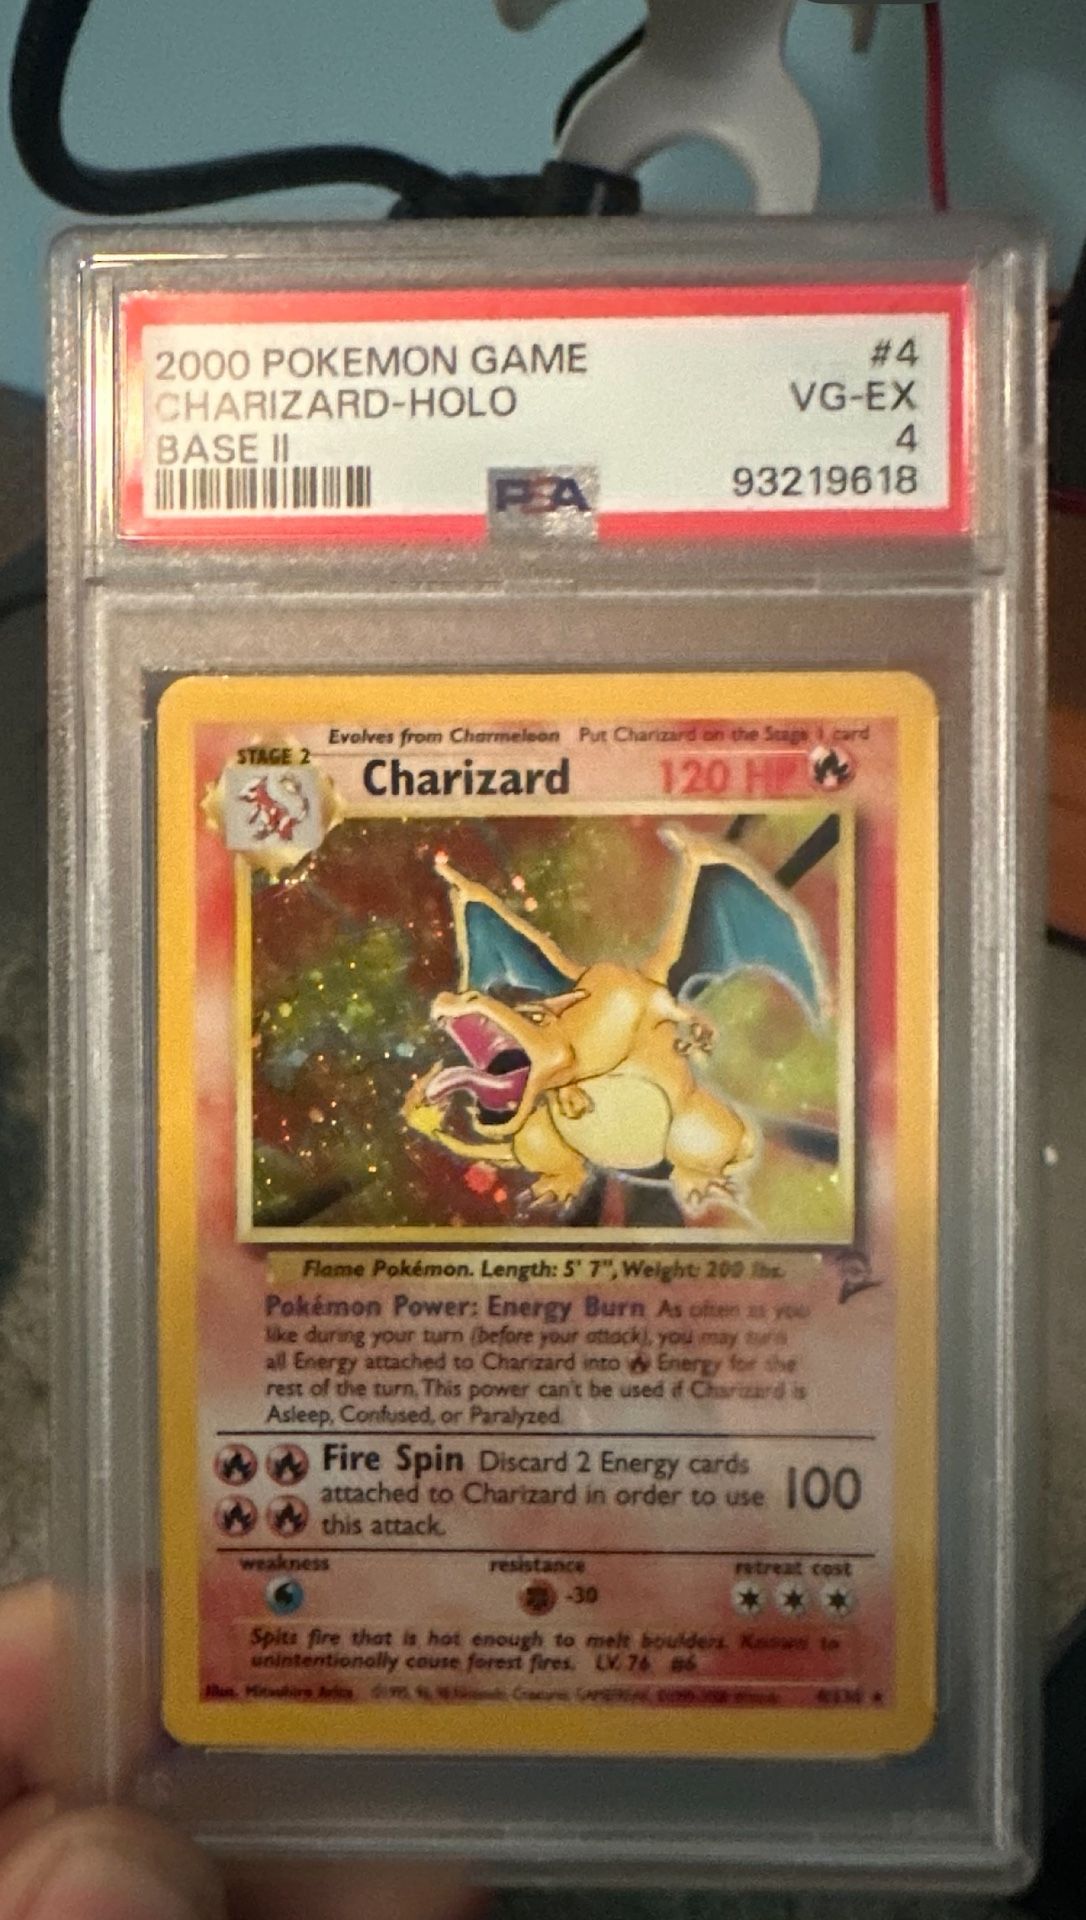 2000 POKEMON GAME #4
CHARIZARD-HOLO VG-EX
BASE II 4
PSA 93219618
Evolves from Charmeleon Put Charizard on the Stage 1 card
STAGE 2
Charizard 120 HP
Flame Pokémon. Length: 5' 7", Weight: 200 lbs.
Pokémon Power: Energy Burn As often as you
like during your turn (before your attack), you may turn
all Energy attached to Charizard into Energy for the
rest of the turn. This power can't be used if Charizard is
Asleep, Confused, or Paralyzed.
Fire Spin Discard 2 Energy cards
attached to Charizard in order to use 100
this attack.
weakness resistance retreat cost
-30
Spits fire that is hot enough to melt boulders. Known to
unintentionally cause forest fires. LV. 76 #6
Illus. Mitsuhiro Arita